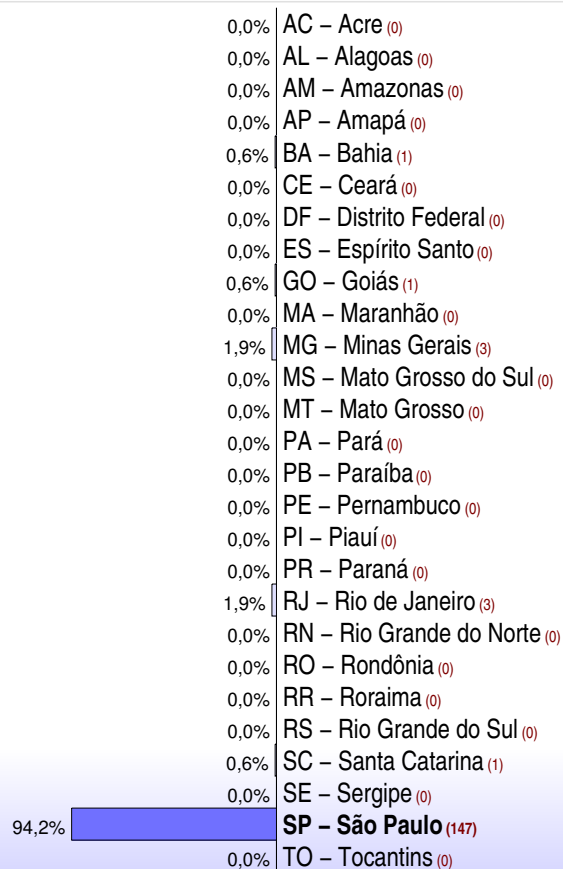 0,0% AC – Acre (0)
0,0% AL – Alagoas (0)
0,0% AM – Amazonas (0)
0,0% AP – Amapá (0)
0,6% BA – Bahia (1)
0,0% CE – Ceará (0)
0,0% DF – Distrito Federal (0)
0,0% ES – Espírito Santo (0)
0,6% GO – Goiás (1)
0,0% MA – Maranhão (0)
1,9% MG – Minas Gerais (3)
0,0% MS – Mato Grosso do Sul (0)
0,0% MT – Mato Grosso (0)
0,0% PA – Pará (0)
0,0% PB – Paraíba (0)
0,0% PE – Pernambuco (0)
0,0% PI – Piauí (0)
0,0% PR – Paraná (0)
1,9% RJ – Rio de Janeiro (3)
0,0% RN – Rio Grande do Norte (0)
0,0% RO – Rondônia (0)
0,0% RR – Roraima (0)
0,0% RS – Rio Grande do Sul (0)
0,6% SC – Santa Catarina (1)
0,0% SE – Sergipe (0)
94,2% SP – São Paulo (147)
0,0% TO – Tocantins (0)